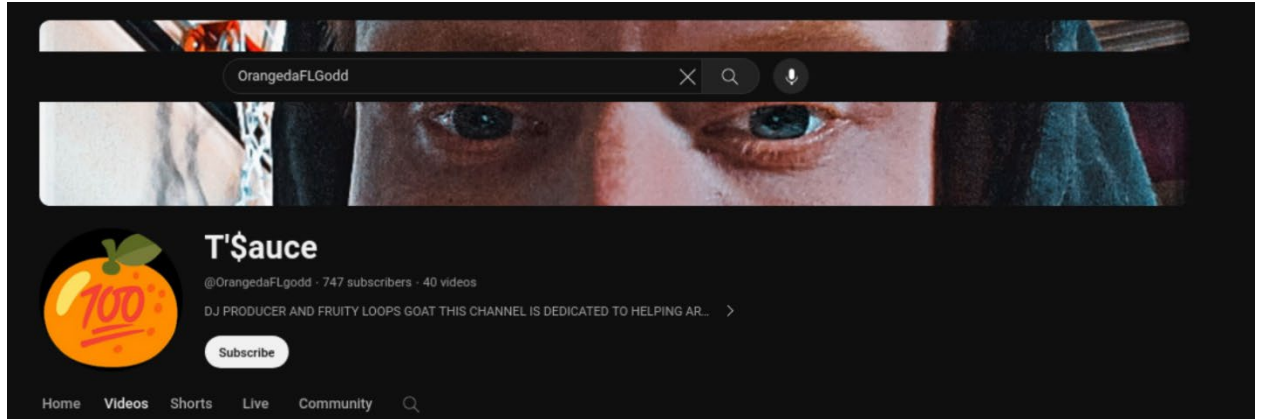 OrangedaFLGodd
T'$auce
@OrangedaFLgodd · 747 subscribers · 40 videos
DJ PRODUCER AND FRUITY LOOPS GOAT THIS CHANNEL IS DEDICATED TO HELPING AR...
100
Subscribe
Home Videos Shorts Live Community